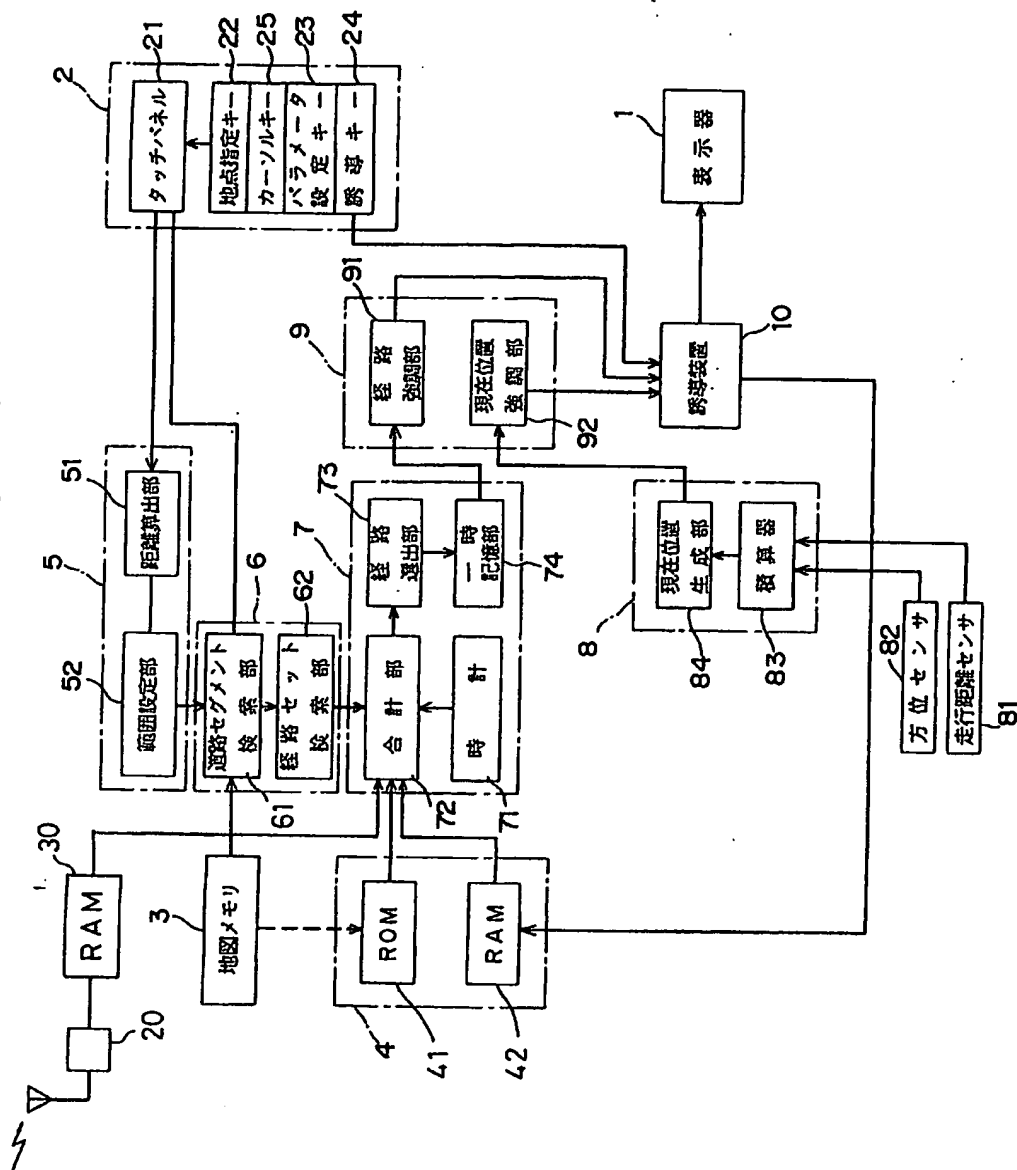 2
タッチパネル
21
地点指定キー
22
カーソルキー
25
パラメータ
設定キー
23
誘導キー
24
表示器
1
5
距離算出部
51
範囲設定部
52
9
経路
強調部
91
現在位置
強調部
92
誘導装置
10
6
道路セグメント
検索部
61
経路セット
検索部
62
7
経路
選出部
73
一時
記憶部
74
合計部
72
時計
71
8
現在位置
生成部
84
積算器
83
方位センサ
82
走行距離センサ
81
RAM
30
20
地図メモリ
3
4
ROM
41
RAM
42